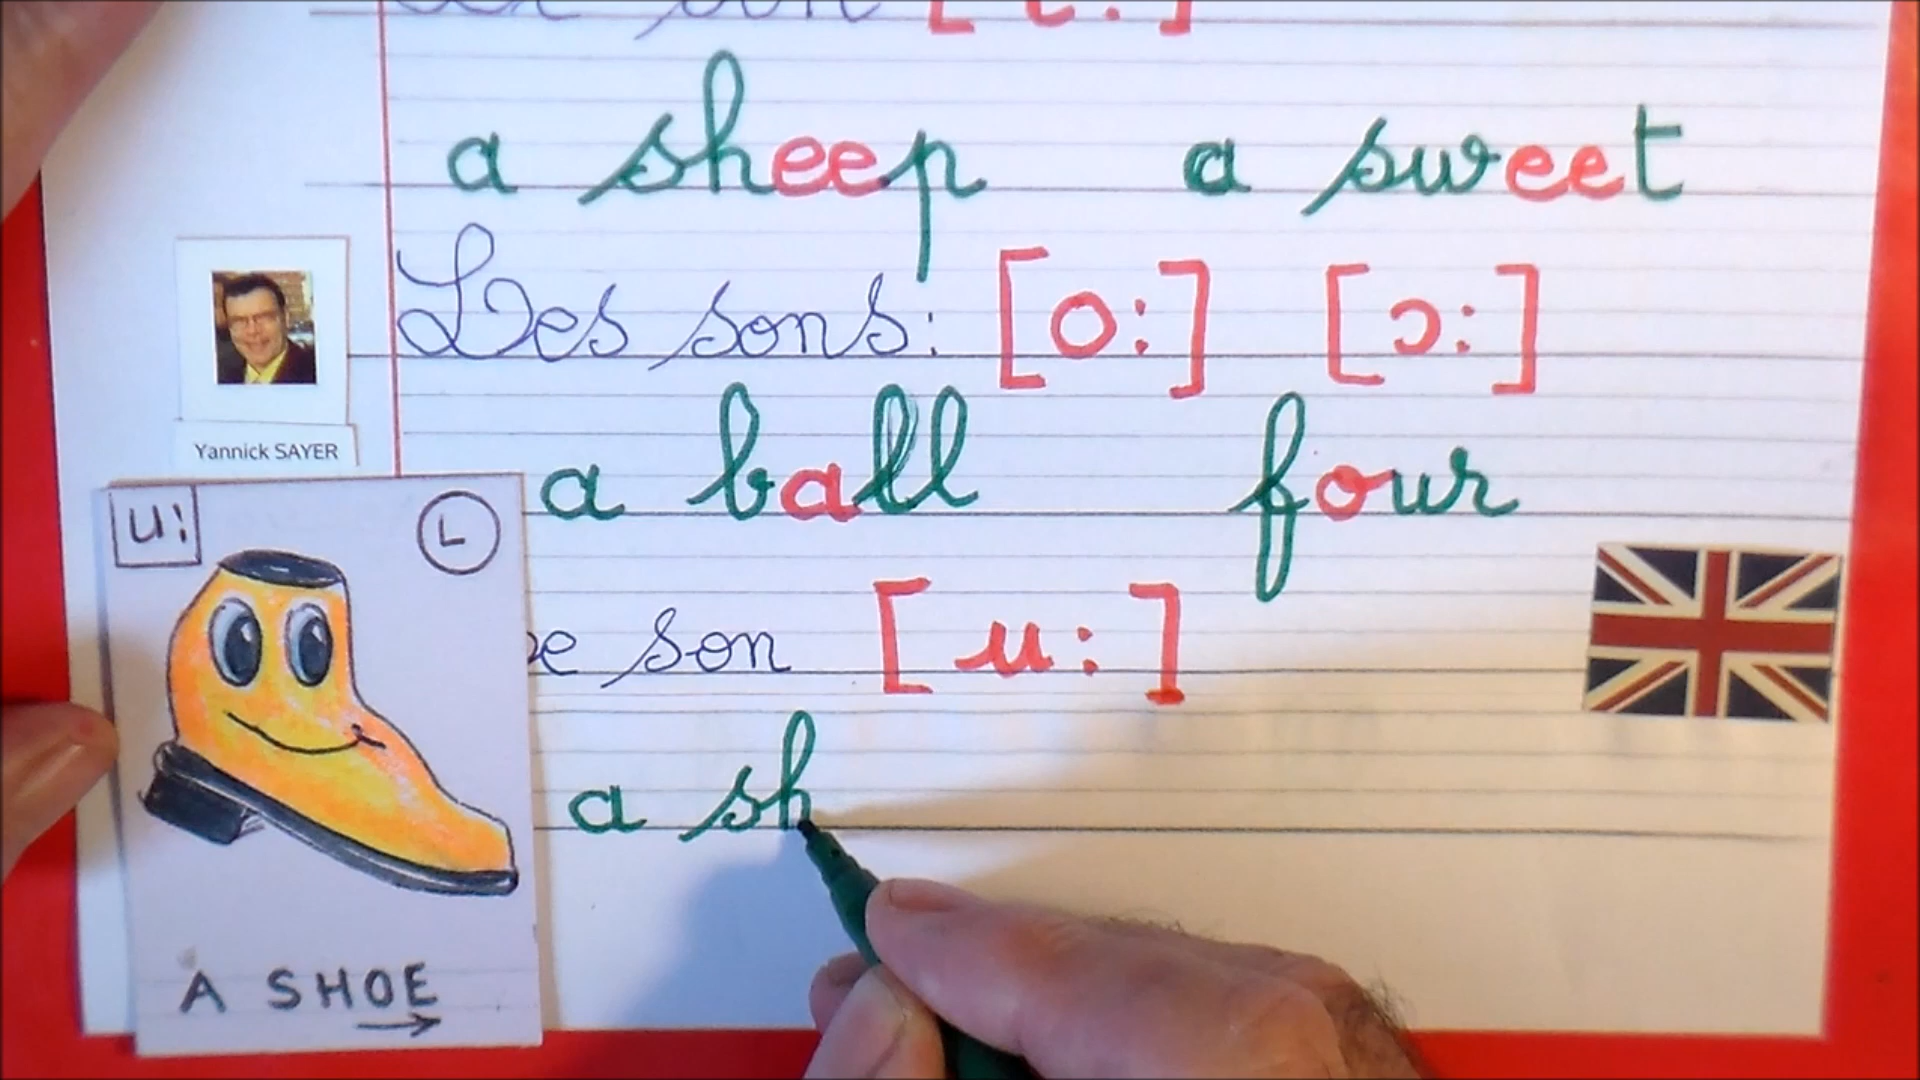 a sheep a sweet
Les sons: [o:] [ɔ:]
Yannick SAYER
a ball four
u: L
son [u:]
a sh
A SHOE